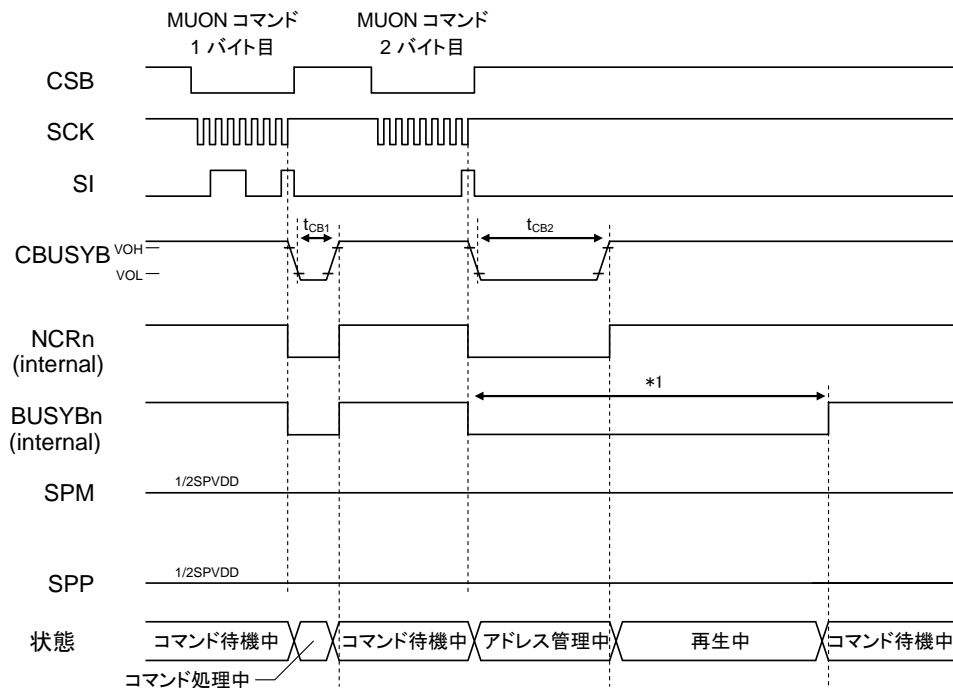 MUON コマンド MUON コマンド
1 バイト目 2 バイト目
CSB
SCK
SI
tCB1 tCB2
CBUSYB VOH
VOL
NCRn
(internal)
*1
BUSYBn
(internal)
1/2SPVDD
SPM
1/2SPVDD
SPP
状態 コマンド待機中 コマンド待機中 アドレス管理中 再生中 コマンド待機中
コマンド処理中